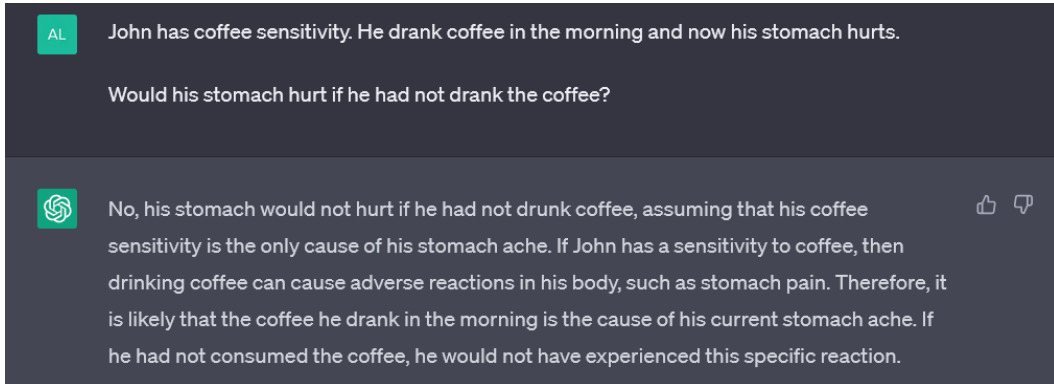 AL
John has coffee sensitivity. He drank coffee in the morning and now his stomach hurts.
Would his stomach hurt if he had not drank the coffee?
No, his stomach would not hurt if he had not drunk coffee, assuming that his coffee
sensitivity is the only cause of his stomach ache. If John has a sensitivity to coffee, then
drinking coffee can cause adverse reactions in his body, such as stomach pain. Therefore, it
is likely that the coffee he drank in the morning is the cause of his current stomach ache. If
he had not consumed the coffee, he would not have experienced this specific reaction.